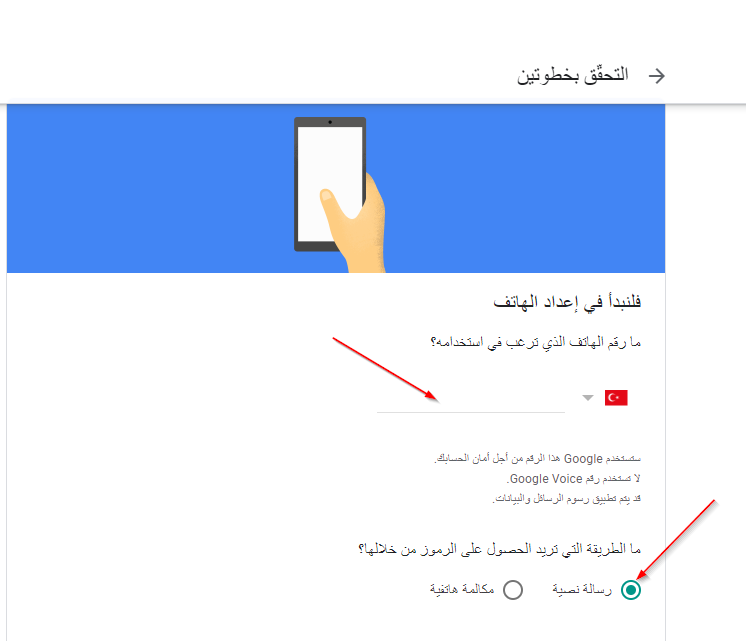 التحقّق بخطوتين
فلنبدأ في إعداد الهاتف
ما رقم الهاتف الذي ترغب في استخدامه؟
ستستخدم Google هذا الرقم من أجل أمان الحسابك.
لا تستخدم رقم Google Voice.
قد يتم تطبيق رسوم الرسائل والبيانات.
ما الطريقة التي تريد الحصول على الرموز من خلالها؟
رسالة نصية مكالمة هاتفية